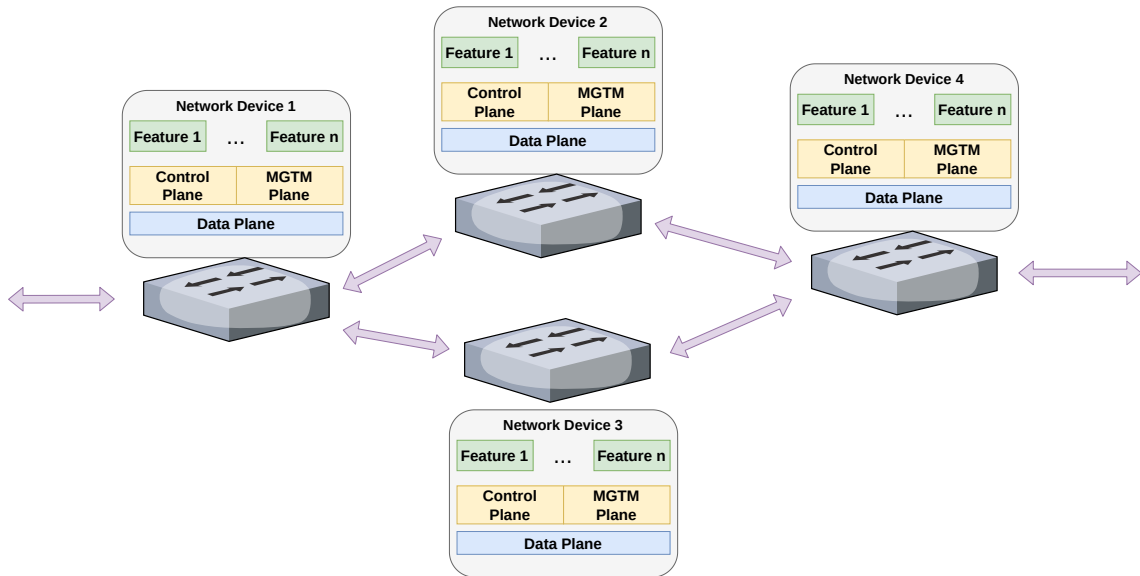 Network Device 2
Feature 1 ... Feature n
Control Plane MGTM Plane
Data Plane
Network Device 4
Feature 1 ... Feature n
Control Plane MGTM Plane
Data Plane
Network Device 1
Feature 1 ... Feature n
Control Plane MGTM Plane
Data Plane
Network Device 3
Feature 1 ... Feature n
Control Plane MGTM Plane
Data Plane